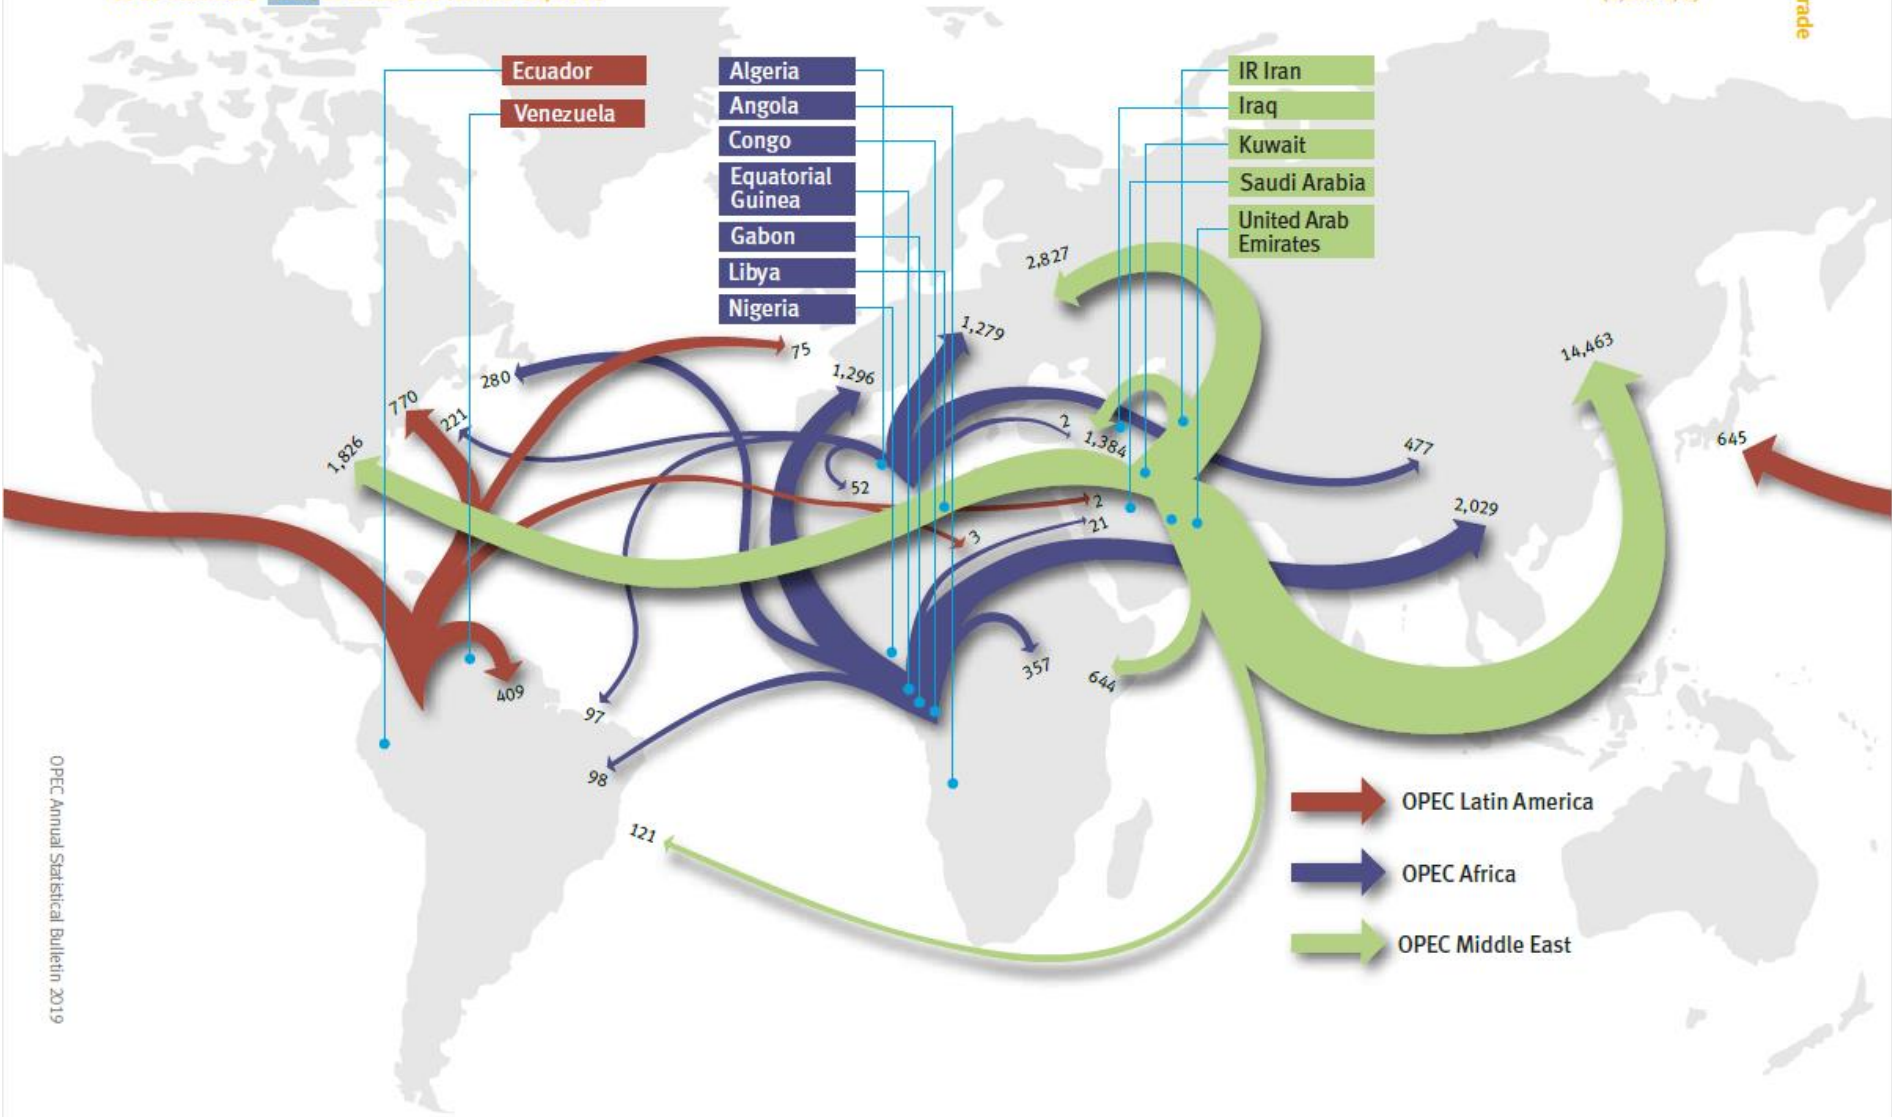 rade
Ecuador
Venezuela
Algeria
Angola
Congo
Equatorial
Guinea
Gabon
Libya
Nigeria
IR Iran
Iraq
Kuwait
Saudi Arabia
United Arab
Emirates
2,827
1,279
75
1,296
280
770
221
1,826
52
2
1,384
477
14,463
645
2,029
2
21
3
357
644
409
97
98
121
OPEC Latin America
OPEC Africa
OPEC Middle East
OPEC Annual Statistical Bulletin 2019